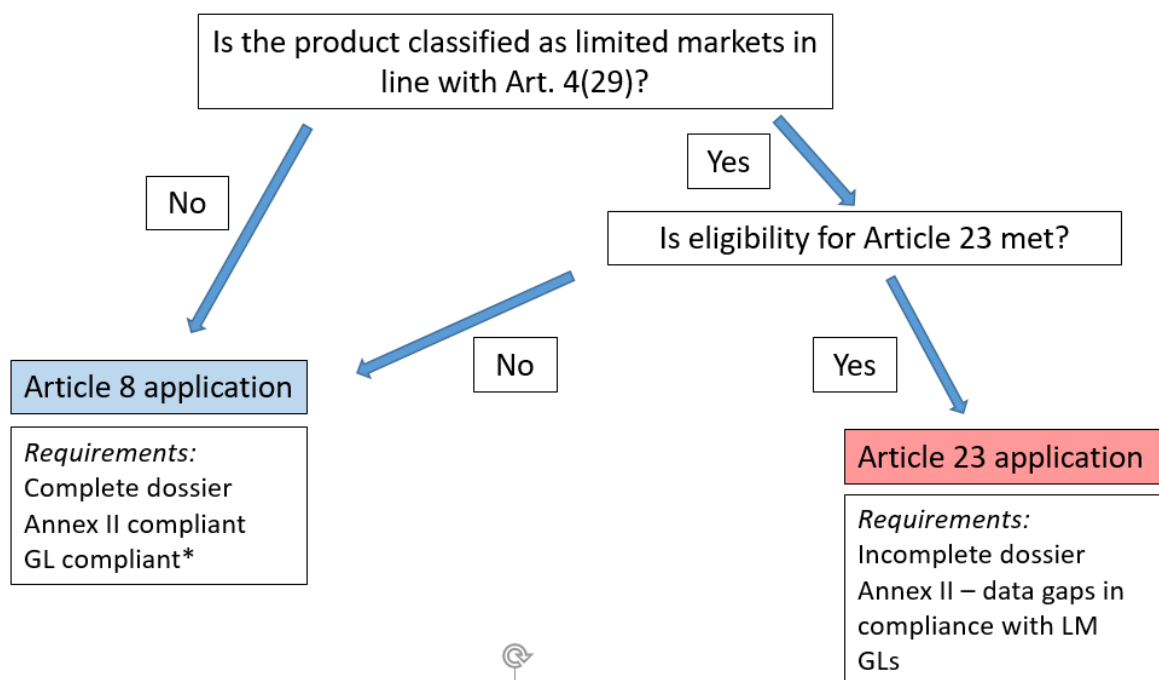 Is the product classified as limited markets in
line with Art. 4(29)?
No
Yes
Is eligibility for Article 23 met?
No
Yes
Article 8 application
Requirements:
Complete dossier
Annex II compliant
GL compliant*
Article 23 application
Requirements:
Incomplete dossier
Annex II – data gaps in
compliance with LM
GLs